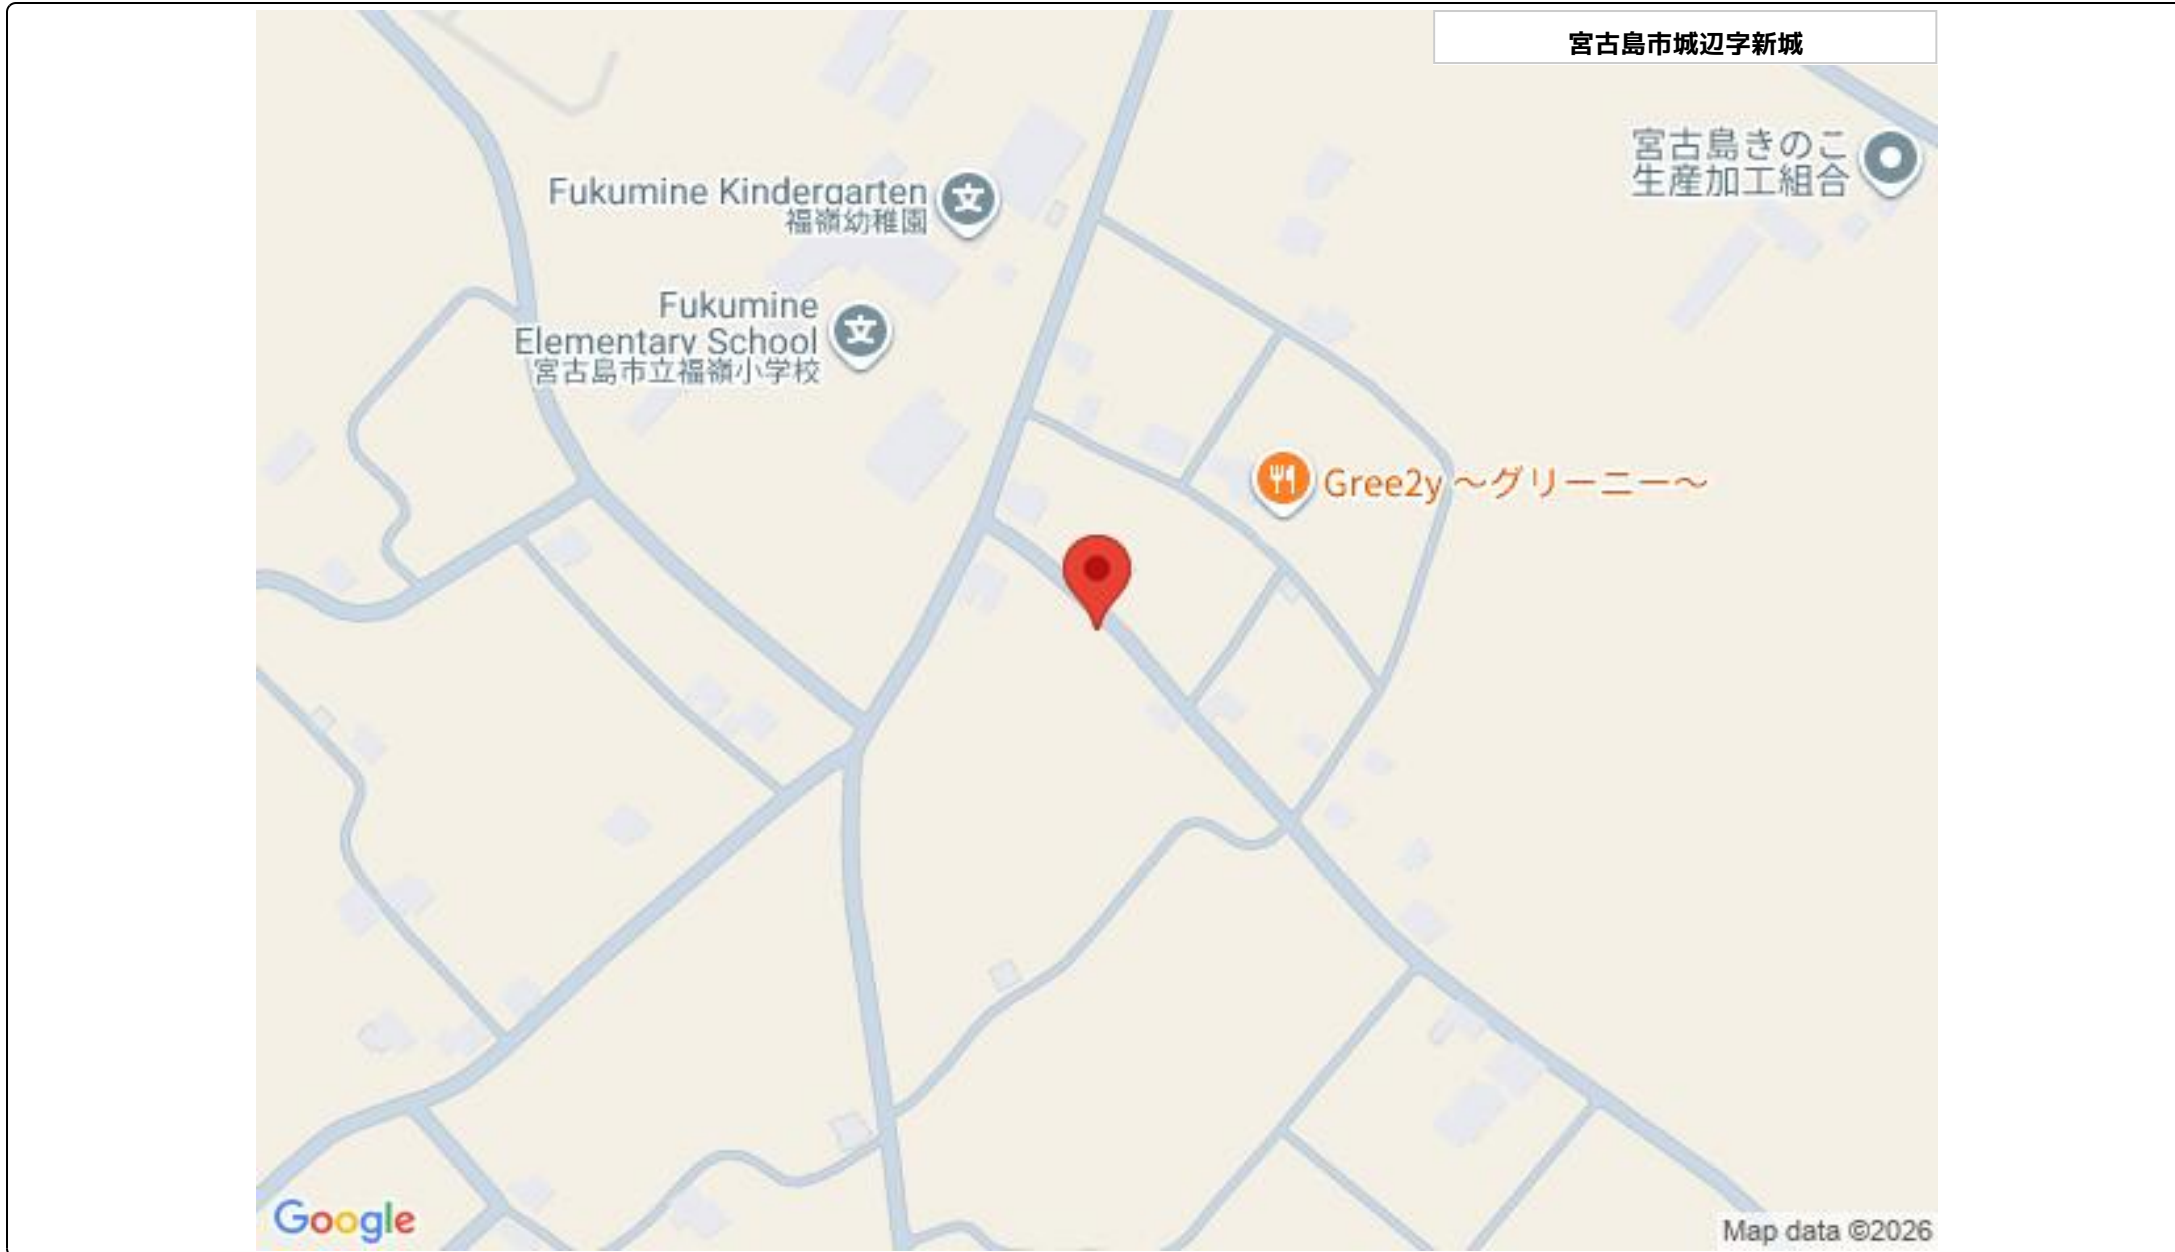 宮古島市城辺字新城
宮古島きのこ
生産加工組合
Fukumine Kindergarten
福嶺幼稚園
Fukumine
Elementary School
宮古島市立福嶺小学校
Gree2y ～グリーニー～
Google
Map data ©2026